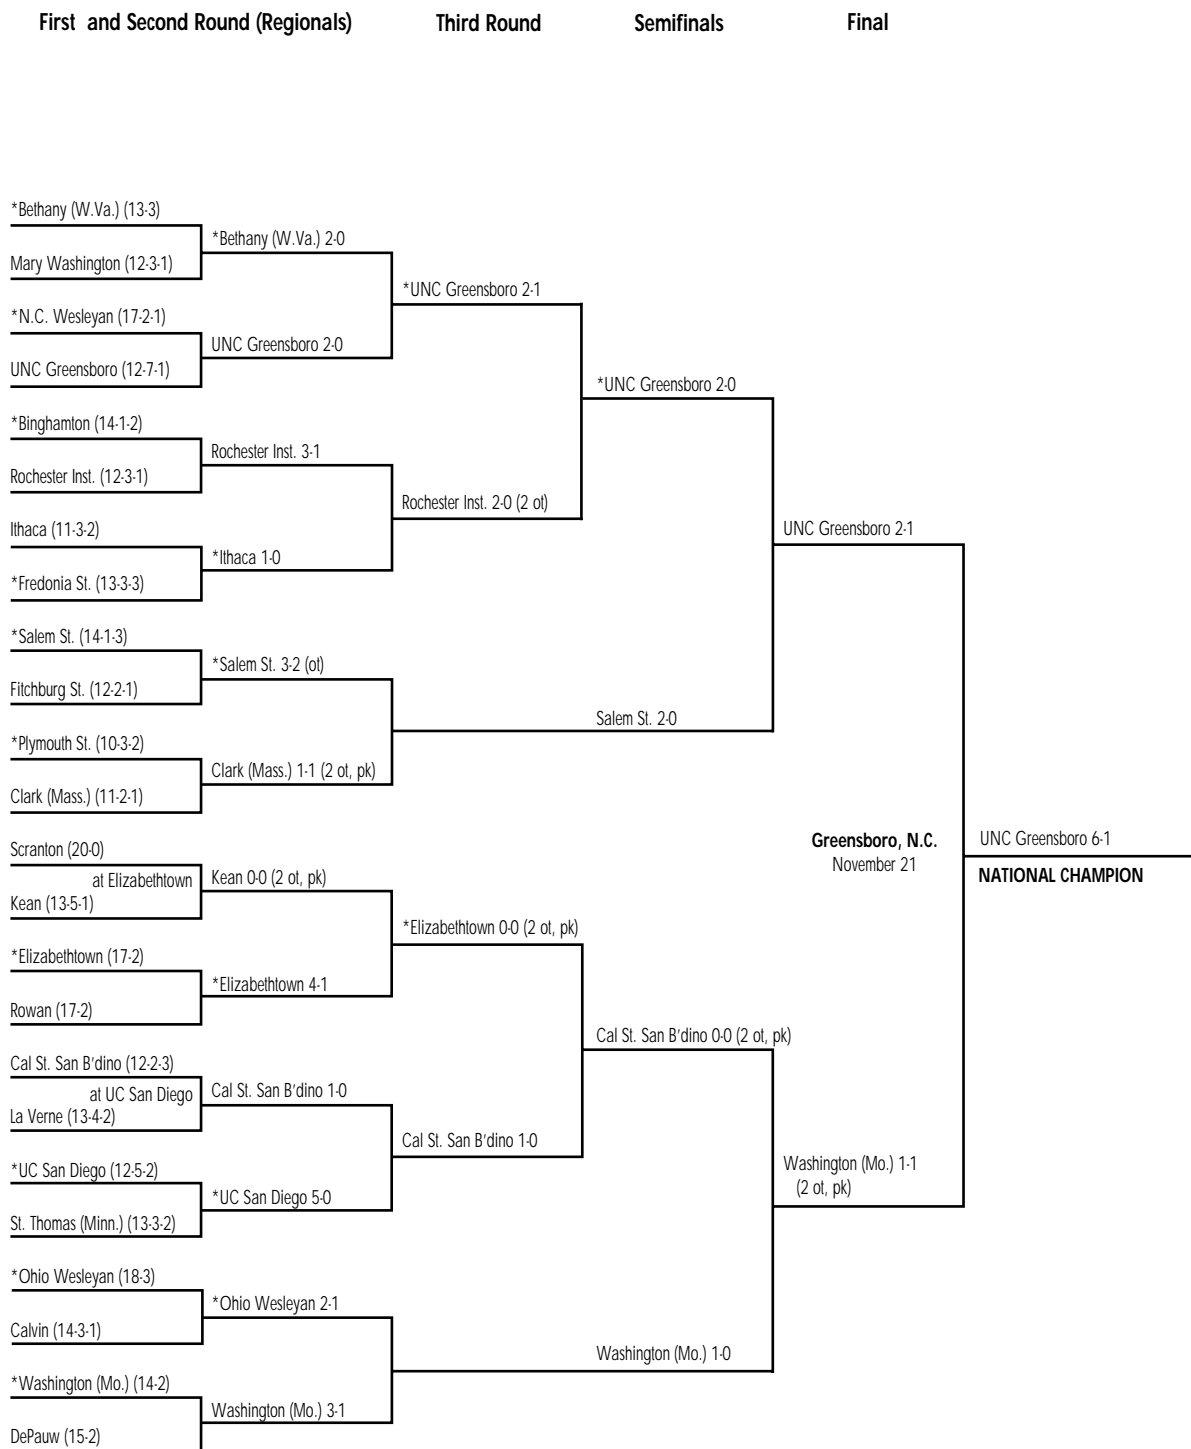 First and Second Round (Regionals)
Third Round
Semifinals
Final
*Bethany (W.Va.) (13-3)
Mary Washington (12-3-1)
*N.C. Wesleyan (17-2-1)
UNC Greensboro (12-7-1)
*Binghamton (14-1-2)
Rochester Inst. (12-3-1)
Ithaca (11-3-2)
*Fredonia St. (13-3-3)
*Salem St. (14-1-3)
Fitchburg St. (12-2-1)
*Plymouth St. (10-3-2)
Clark (Mass.) (11-2-1)
Scranton (20-0)
at Elizabethtown
Kean (13-5-1)
*Elizabethtown (17-2)
Rowan (17-2)
Cal St. San B'dino (12-2-3)
at UC San Diego
La Verne (13-4-2)
*UC San Diego (12-5-2)
St. Thomas (Minn.) (13-3-2)
*Ohio Wesleyan (18-3)
Calvin (14-3-1)
*Washington (Mo.) (14-2)
DePauw (15-2)
*Bethany (W.Va.) 2-0
UNC Greensboro 2-0
Rochester Inst. 3-1
*Ithaca 1-0
*Salem St. 3-2 (ot)
Clark (Mass.) 1-1 (2 ot, pk)
Kean 0-0 (2 ot, pk)
*Elizabethtown 4-1
Cal St. San B'dino 1-0
*UC San Diego 5-0
*Ohio Wesleyan 2-1
Washington (Mo.) 3-1
*UNC Greensboro 2-1
Rochester Inst. 2-0 (2 ot)
*Elizabethtown 0-0 (2 ot, pk)
Cal St. San B'dino 1-0
*UNC Greensboro 2-0
Salem St. 2-0
Cal St. San B'dino 0-0 (2 ot, pk)
Washington (Mo.) 1-0
UNC Greensboro 2-1
Washington (Mo.) 1-1
(2 ot, pk)
Greensboro, N.C.
November 21
UNC Greensboro 6-1
NATIONAL CHAMPION